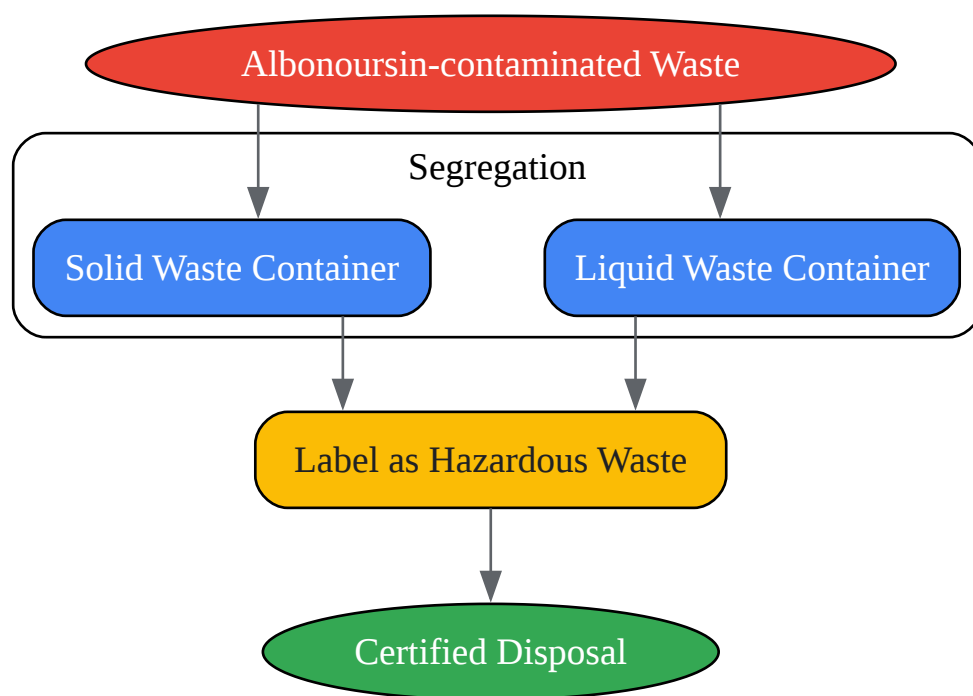 Albonoursin-contaminated Waste
Segregation
Solid Waste Container
Liquid Waste Container
Label as Hazardous Waste
Certified Disposal